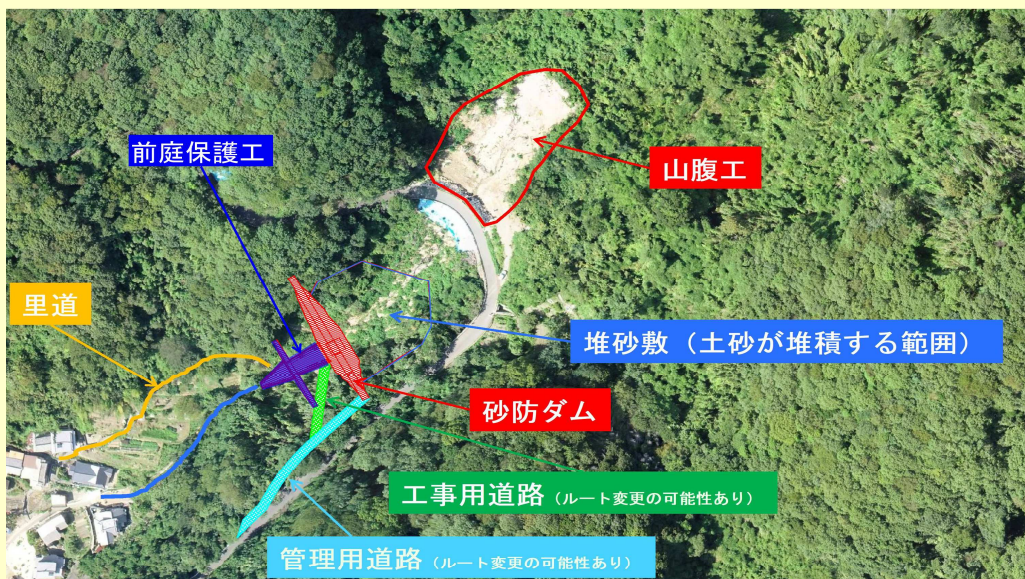 前庭保護工
山腹工
里道
堆砂敷（土砂が堆積する範囲）
砂防ダム
工事用道路（ルート変更の可能性あり）
管理用道路（ルート変更の可能性あり）